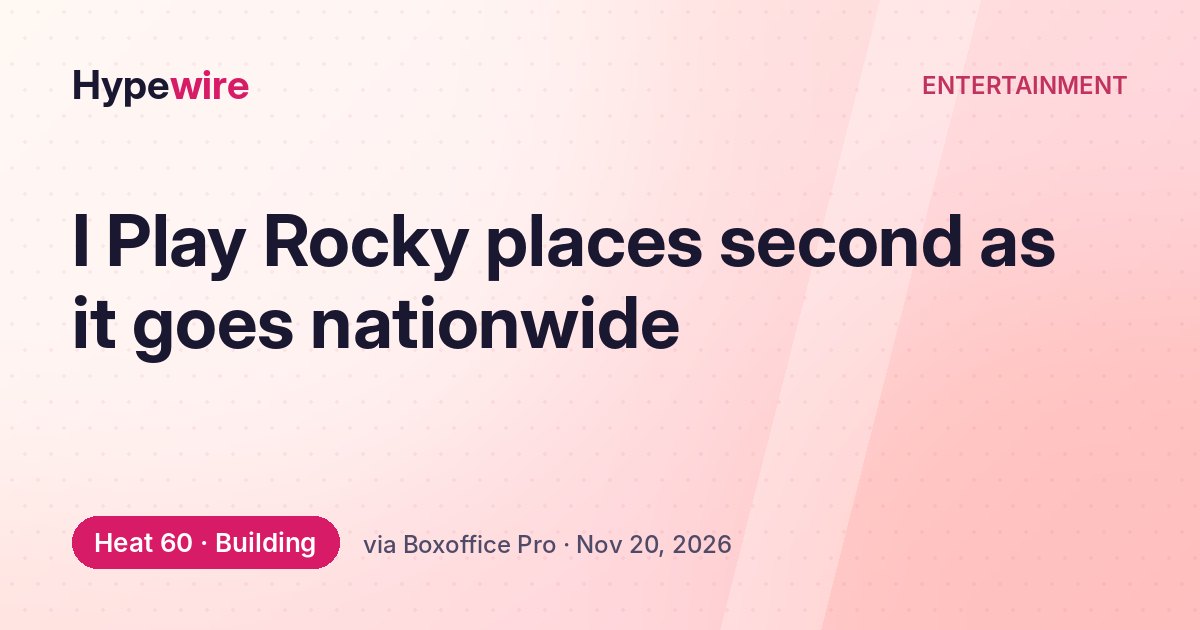 Hypewire
ENTERTAINMENT
I Play Rocky places second as
it goes nationwide
Heat 60 · Building
via Boxoffice Pro · Nov 20, 2026